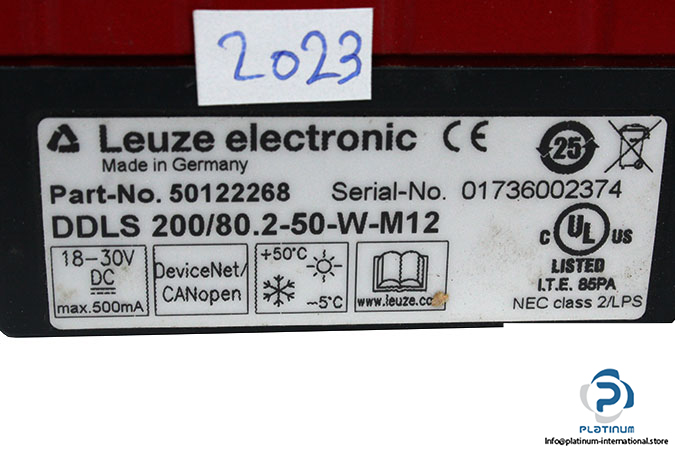 2023
Leuze electronic CE
Made in Germany
25
Part-No. 50122268 Serial-No. 01736002374
DDLS 200/80.2-50-W-M12
18-30V
DC
max.500mA
DeviceNet/
CANopen
+50°C
-5°C
www.leuze.co
C UL US
LISTED
I.T.E. 85PA
NEC class 2/LPS
PLATINUM
Info@platinum-international.store